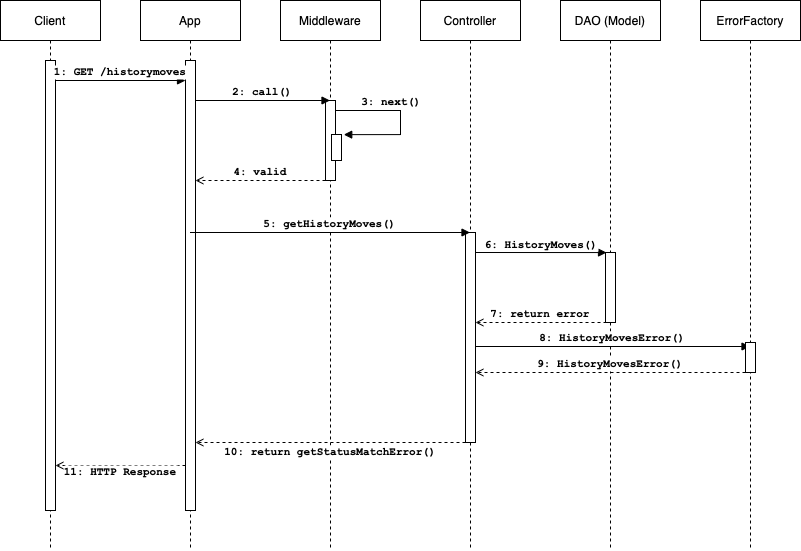 Client
App
Middleware
Controller
DAO (Model)
ErrorFactory
1: GET /historymoves
2: call()
3: next()
4: valid
5: getHistoryMoves()
6: HistoryMoves()
7: return error
8: HistoryMovesError()
9: HistoryMovesError()
10: return getStatusMatchError()
11: HTTP Response